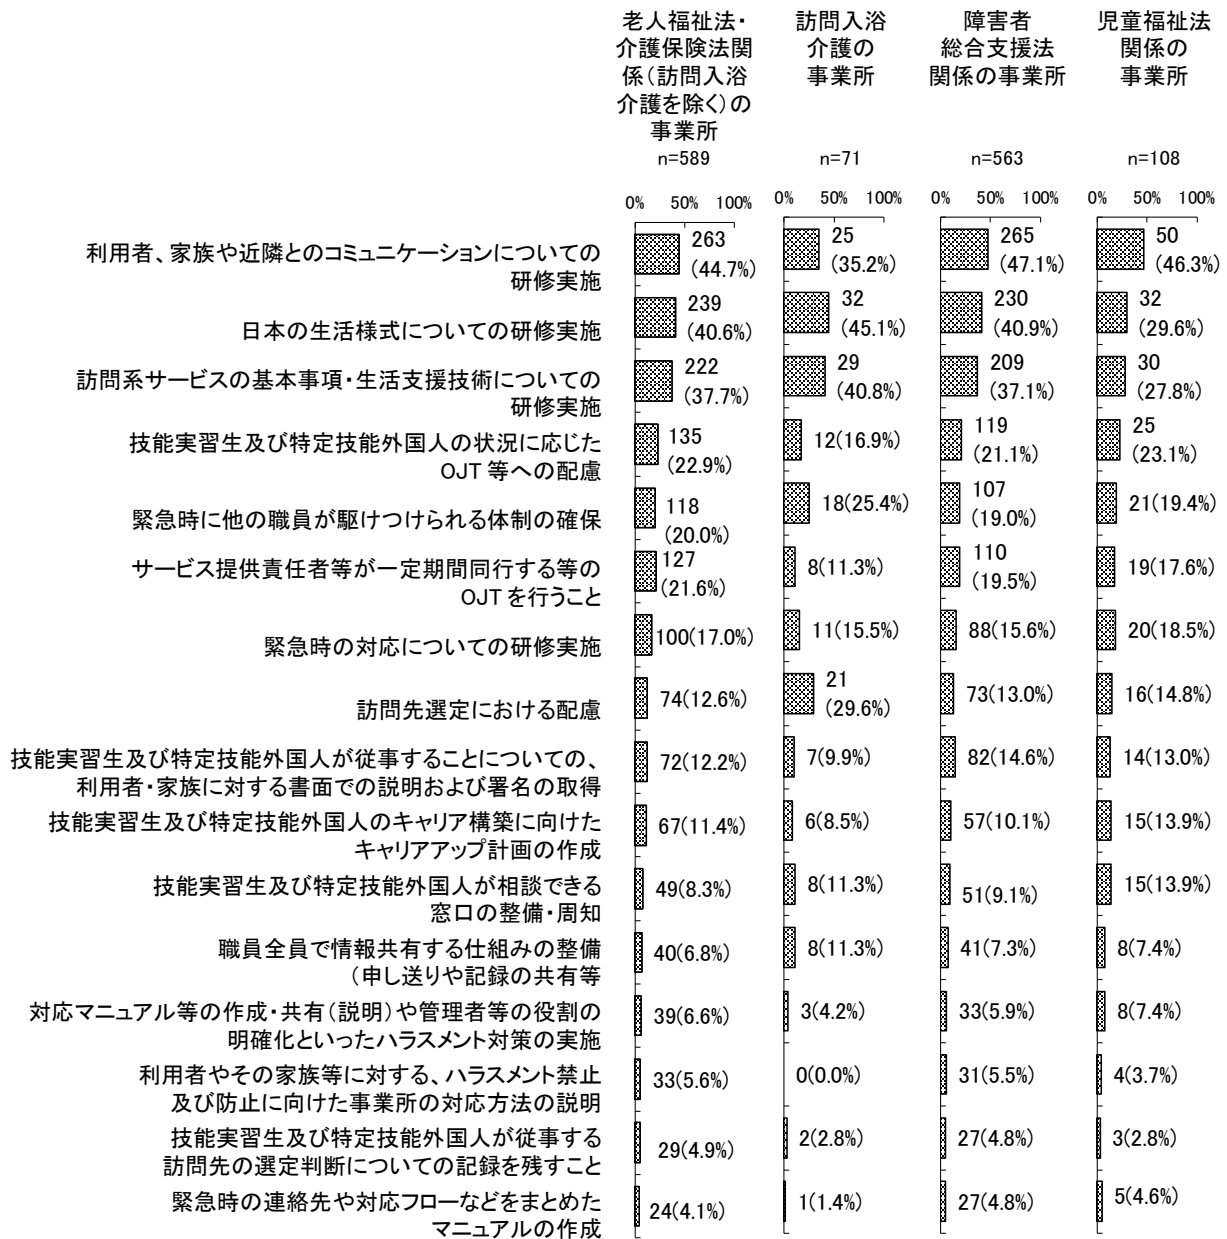 老人福祉法・
介護保険法関
係（訪問入浴
介護を除く）の
事業所
n=589
訪問入浴
介護の
事業所
n=71
障害者
総合支援法
関係の事業所
n=563
児童福祉法
関係の
事業所
n=108
0% 50% 100% 0% 50% 100% 0% 50% 100% 0% 50% 100%
利用者、家族や近隣とのコミュニケーションについての
研修実施
263
(44.7%)
25
(35.2%)
265
(47.1%)
50
(46.3%)
日本の生活様式についての研修実施
239
(40.6%)
32
(45.1%)
230
(40.9%)
32
(29.6%)
訪問系サービスの基本事項・生活支援技術についての
研修実施
222
(37.7%)
29
(40.8%)
209
(37.1%)
30
(27.8%)
技能実習生及び特定技能外国人の状況に応じた
OJT 等への配慮
135
(22.9%)
12(16.9%)
119
(21.1%)
25
(23.1%)
緊急時に他の職員が駆けつけられる体制の確保
118
(20.0%)
18(25.4%)
107
(19.0%)
21(19.4%)
サービス提供責任者等が一定期間同行する等の
OJT を行うこと
127
(21.6%)
8(11.3%)
110
(19.5%)
19(17.6%)
緊急時の対応についての研修実施
100(17.0%)
11(15.5%)
88(15.6%)
20(18.5%)
訪問先選定における配慮
74(12.6%)
21
(29.6%)
73(13.0%)
16(14.8%)
技能実習生及び特定技能外国人が従事することについての、
利用者・家族に対する書面での説明および署名の取得
72(12.2%)
7(9.9%)
82(14.6%)
14(13.0%)
技能実習生及び特定技能外国人のキャリア構築に向けた
キャリアアップ計画の作成
67(11.4%)
6(8.5%)
57(10.1%)
15(13.9%)
技能実習生及び特定技能外国人が相談できる
窓口の整備・周知
49(8.3%)
8(11.3%)
51(9.1%)
15(13.9%)
職員全員で情報共有する仕組みの整備
（申し送りや記録の共有等
40(6.8%)
8(11.3%)
41(7.3%)
8(7.4%)
対応マニュアル等の作成・共有（説明）や管理者等の役割の
明確化といったハラスメント対策の実施
39(6.6%)
3(4.2%)
33(5.9%)
8(7.4%)
利用者やその家族等に対する、ハラスメント禁止
及び防止に向けた事業所の対応方法の説明
33(5.6%)
0(0.0%)
31(5.5%)
4(3.7%)
技能実習生及び特定技能外国人が従事する
訪問先の選定判断についての記録を残すこと
29(4.9%)
2(2.8%)
27(4.8%)
3(2.8%)
緊急時の連絡先や対応フローなどをまとめた
マニュアルの作成
24(4.1%)
1(1.4%)
27(4.8%)
5(4.6%)